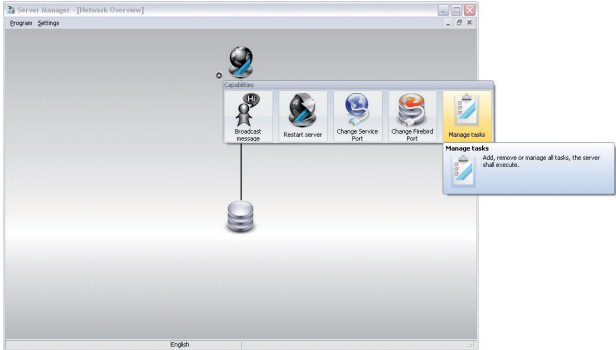 Server Manager - [Network Overview]
Program Settings
Capabilities
Hi
Broadcast
message
Restart server
Change Service
Port
Change Firebird
Port
Manage tasks
Manage tasks
Add, remove or manage all tasks, the server
shall execute.
English